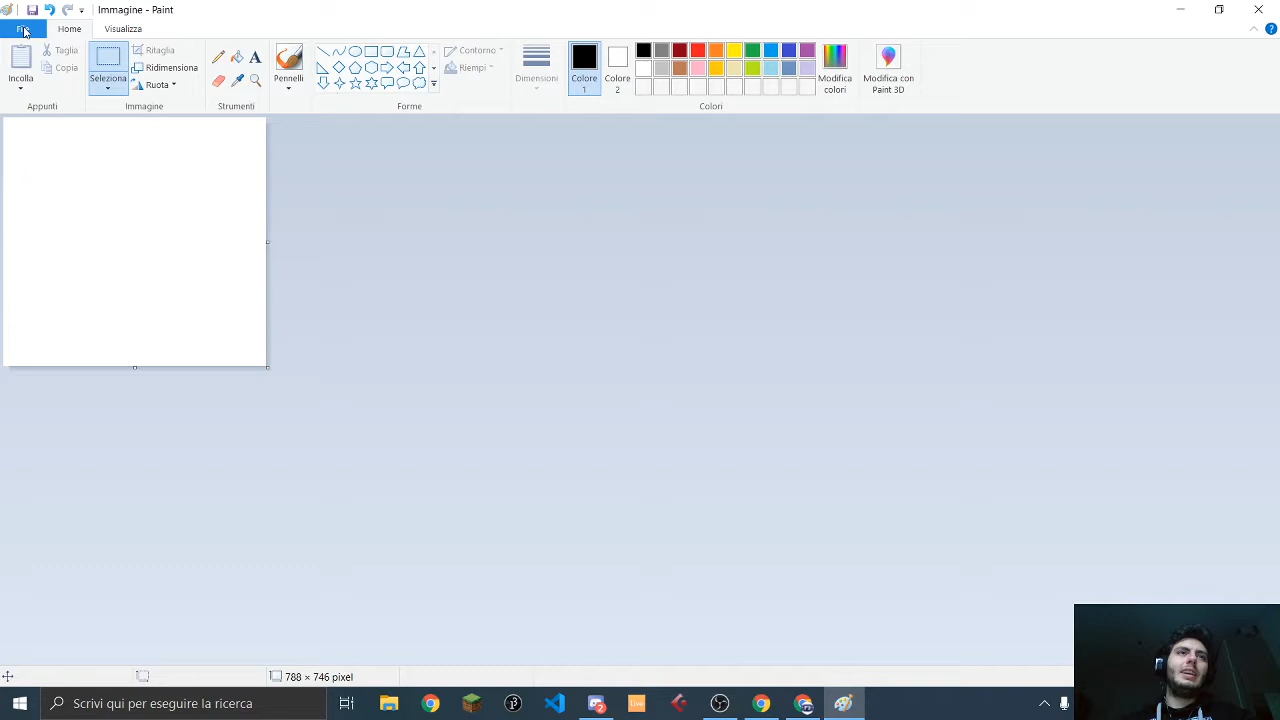 Immagine - Paint
File Home Visualizza
Incolla
Taglia
Copia
Appunti
Seleziona
Ritaglia
Ridimensiona
Ruota
Immagine
A
Strumenti
Pennelli
Contorno
Riempi
Forme
Dimensioni
Colore 1
Colore 2
Modifica colori
Colori
Modifica con Paint 3D
788 × 746 pixel
Scrivi qui per eseguire la ricerca
Live